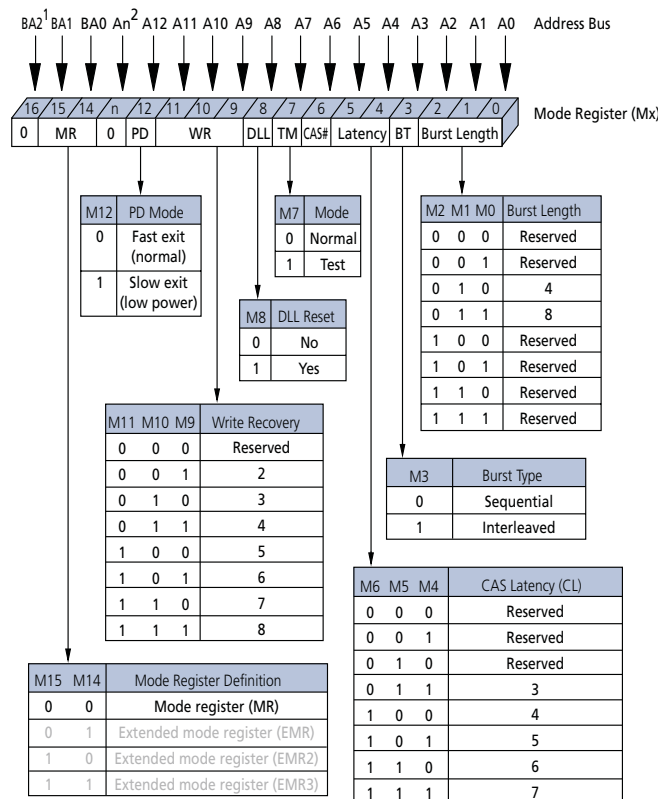 BA2¹ BA1 BA0 An² A12 A11 A10 A9 A8 A7 A6 A5 A4 A3 A2 A1 A0 Address Bus
16 15 14 n 12 11 10 9 8 7 6 5 4 3 2 1 0 Mode Register (Mx)
0 MR 0 PD WR DLL TM CAS# Latency BT Burst Length
M12 PD Mode
0 Fast exit
(normal)
1 Slow exit
(low power)
M7 Mode
0 Normal
1 Test
M2 M1 M0 Burst Length
0 0 0 Reserved
0 0 1 Reserved
0 1 0 4
0 1 1 8
1 0 0 Reserved
1 0 1 Reserved
1 1 0 Reserved
1 1 1 Reserved
M8 DLL Reset
0 No
1 Yes
M11 M10 M9 Write Recovery
0 0 0 Reserved
0 0 1 2
0 1 0 3
0 1 1 4
1 0 0 5
1 0 1 6
1 1 0 7
1 1 1 8
M3 Burst Type
0 Sequential
1 Interleaved
M6 M5 M4 CAS Latency (CL)
0 0 0 Reserved
0 0 1 Reserved
0 1 0 Reserved
0 1 1 3
1 0 0 4
1 0 1 5
1 1 0 6
1 1 1 7
M15 M14 Mode Register Definition
0 0 Mode register (MR)
0 1 Extended mode register (EMR)
1 0 Extended mode register (EMR2)
1 1 Extended mode register (EMR3)